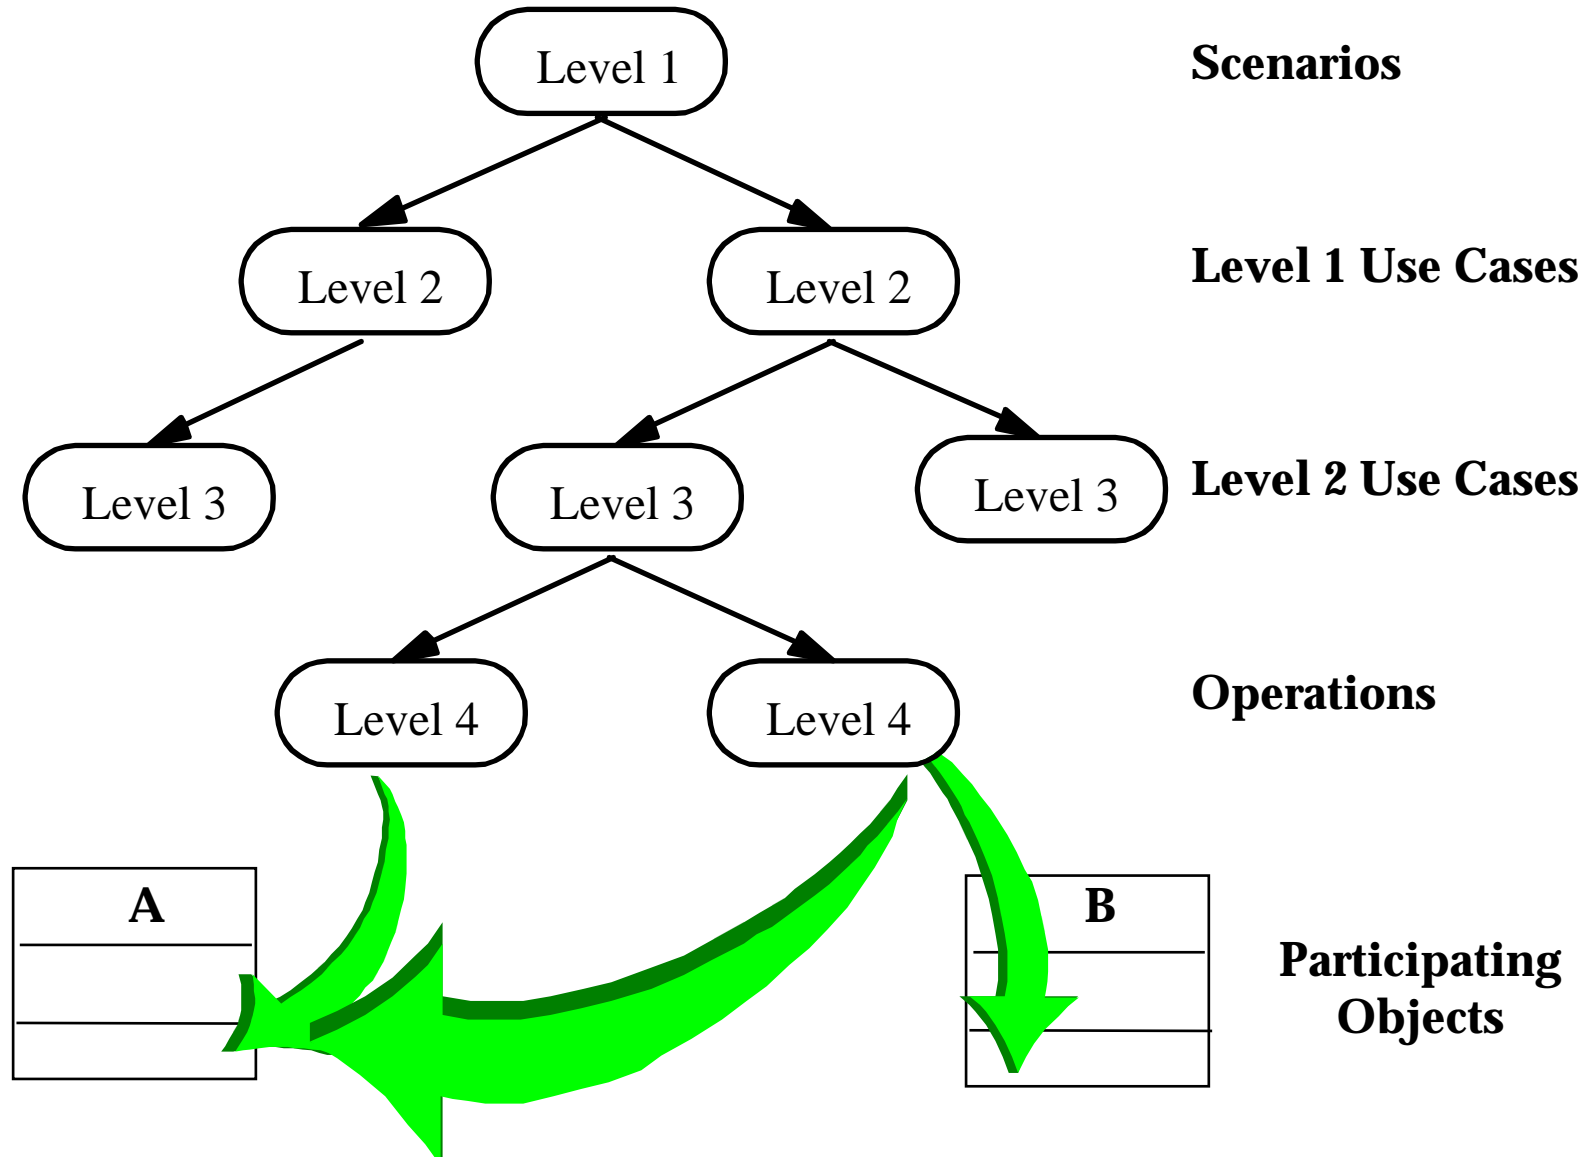 Level 1
Scenarios
Level 2
Level 2
Level 1 Use Cases
Level 3
Level 3
Level 3
Level 2 Use Cases
Level 4
Level 4
Operations
A
B
Participating
Objects